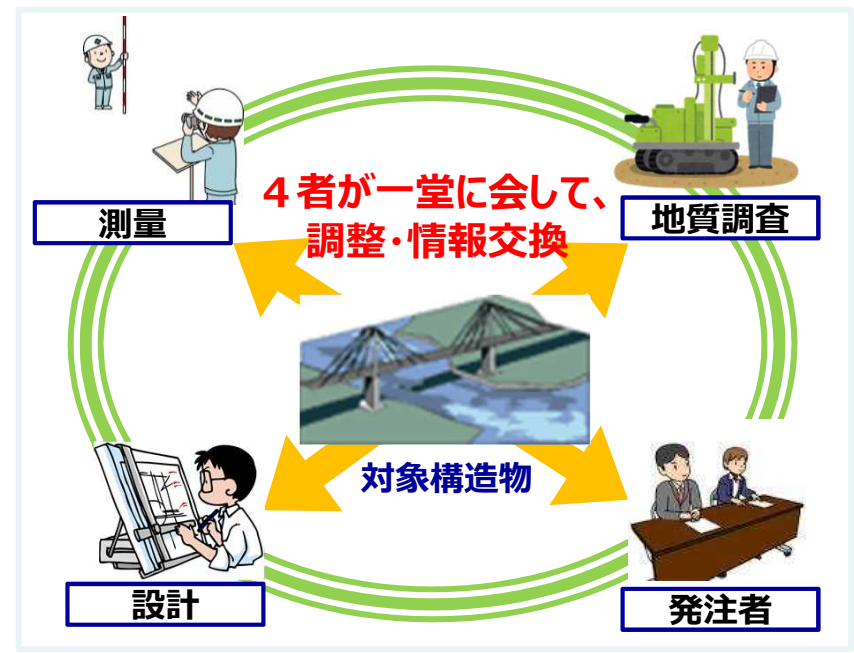 ４者が一堂に会して、
調整・情報交換
測量
地質調査
対象構造物
設計
発注者